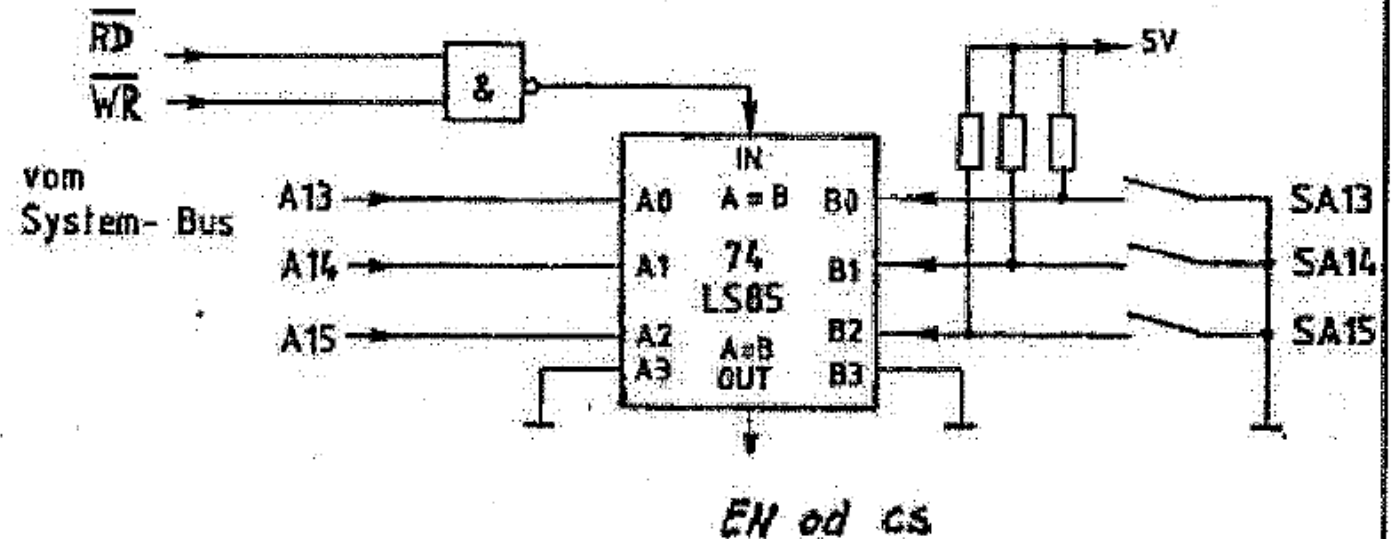 RD
WR
&
5V
vom
System- Bus
A13
A14
A15
IN
A = B
74
LS85
A=B
OUT
A0
A1
A2
A3
B0
B1
B2
B3
SA13
SA14
SA15
EN od CS